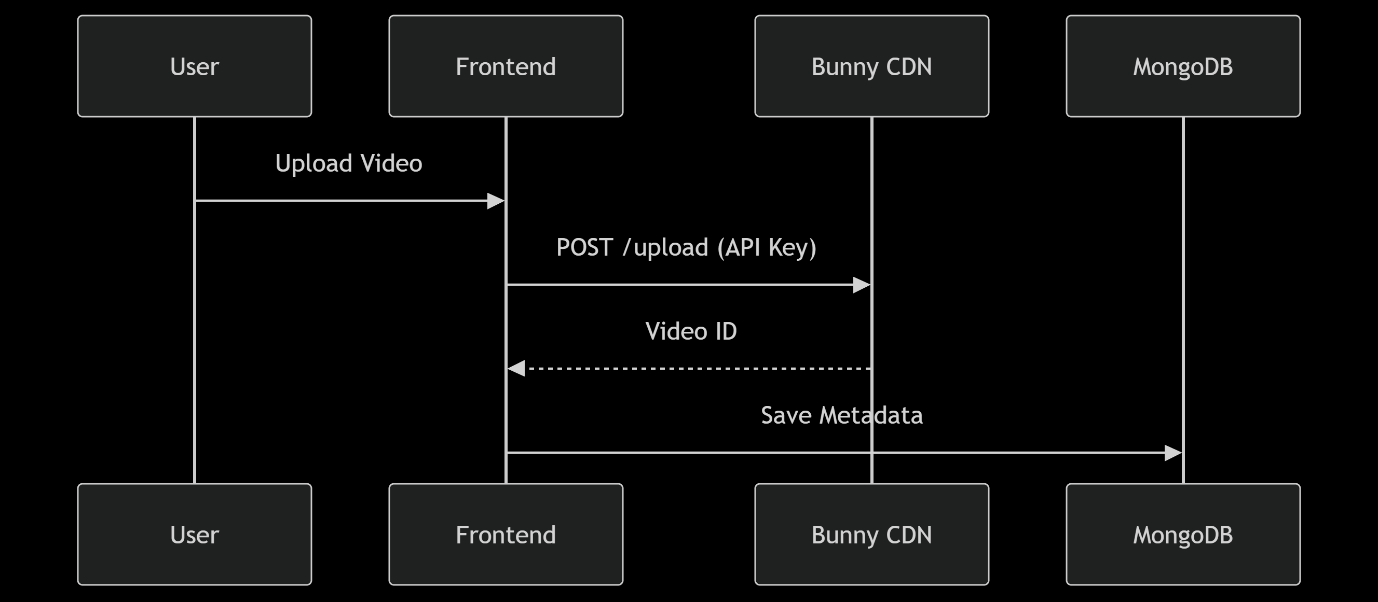 User
Frontend
Bunny CDN
MongoDB
Upload Video
POST /upload (API Key)
Video ID
Save Metadata
User
Frontend
Bunny CDN
MongoDB